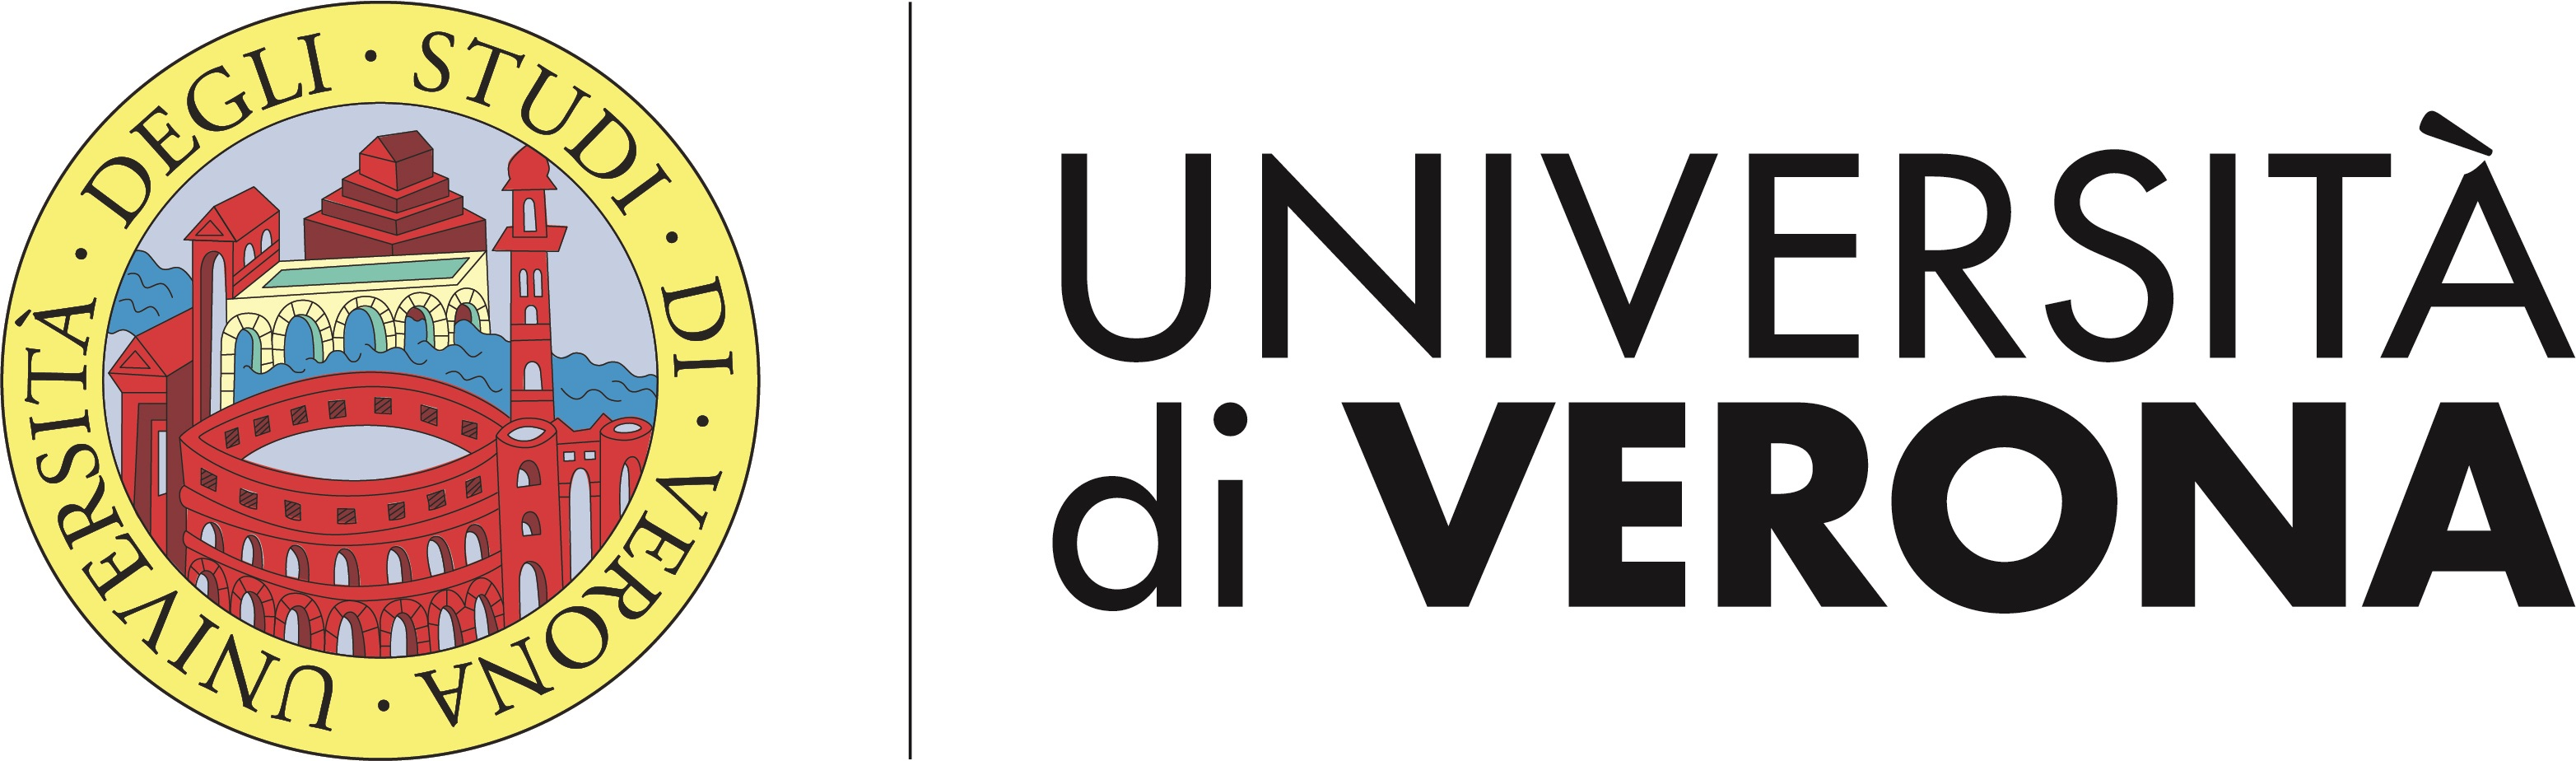 UNIVERSITÀ · DEGLI · STUDI · DI · VERONA ·
UNIVERSITÀ
di VERONA